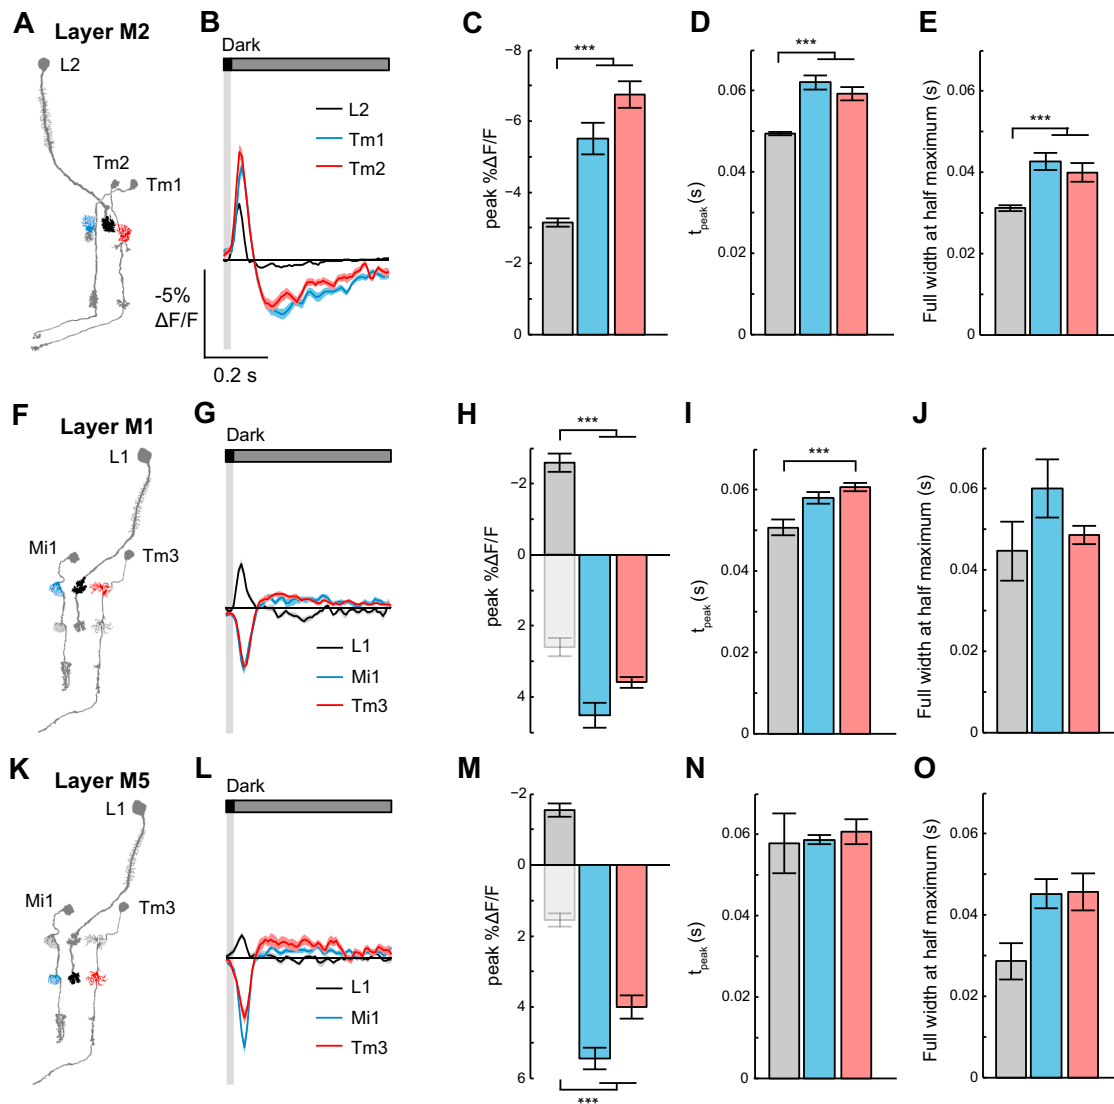 A
Layer M2
L2
Tm2
Tm1
B
Dark
L2
Tm1
Tm2
-5%
ΔF/F
0.2 s
C
peak %ΔF/F
−8
−6
−4
−2
0
***
D
t_peak (s)
0.06
0.04
0.02
0
***
E
Full width at half maximum (s)
0.06
0.04
0.02
0
***
F
Layer M1
L1
Mi1
Tm3
G
Dark
L1
Mi1
Tm3
H
peak %ΔF/F
−2
0
2
4
***
I
t_peak (s)
0.06
0.04
0.02
0
***
J
Full width at half maximum (s)
0.06
0.04
0.02
0
K
Layer M5
L1
Mi1
Tm3
L
Dark
L1
Mi1
Tm3
M
peak %ΔF/F
−2
0
2
4
6
***
N
t_peak (s)
0.06
0.04
0.02
0
O
Full width at half maximum (s)
0.06
0.04
0.02
0